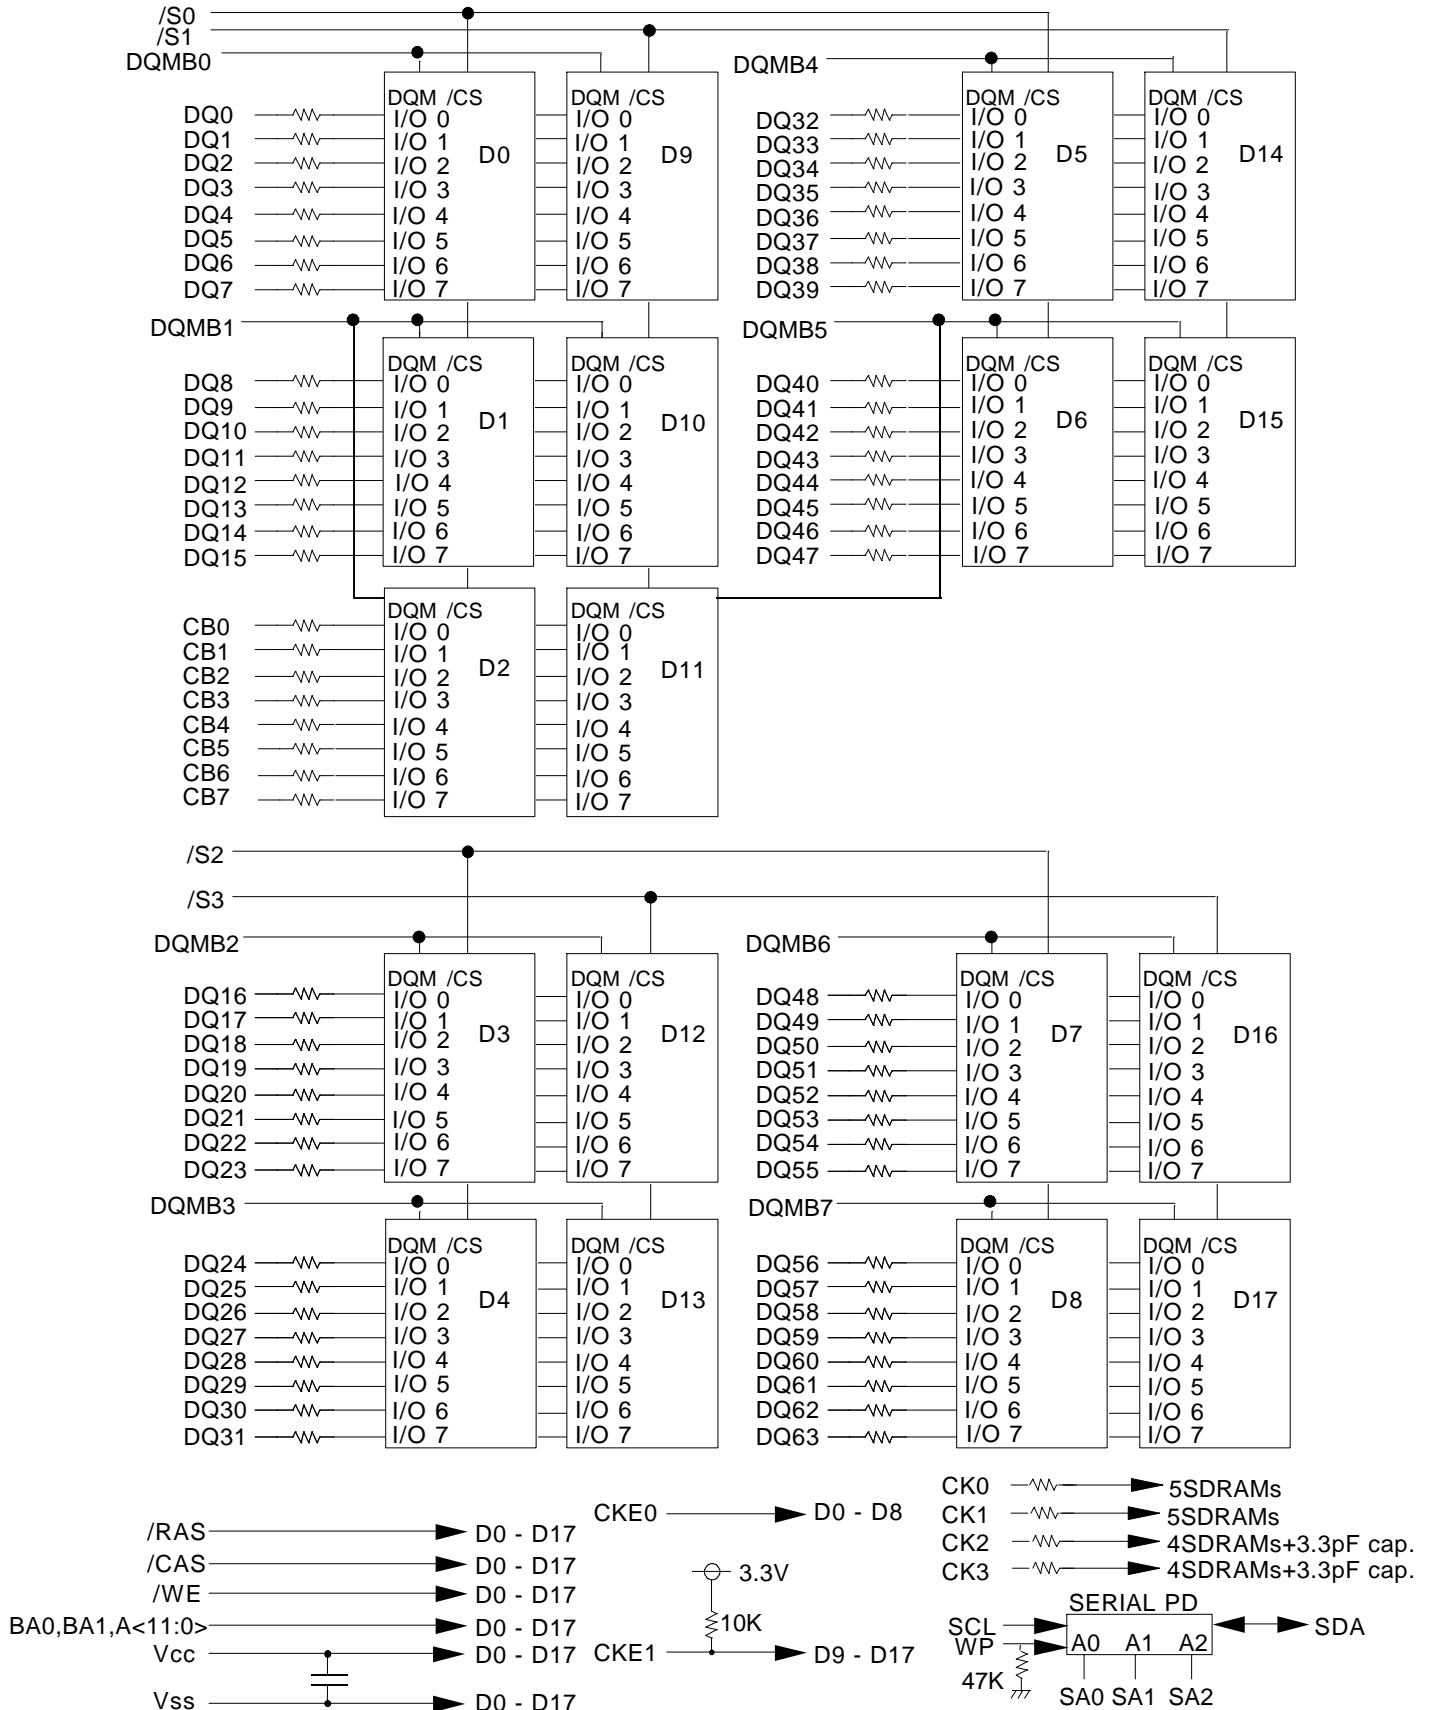 /S0
/S1
DQMB0
DQMB4
DQM /CS
DQM /CS
DQM /CS
DQM /CS
DQ0 I/O 0 I/O 0 DQ32 I/O 0 I/O 0
DQ1 I/O 1 I/O 1 DQ33 I/O 1 I/O 1
D0 D9 D5 D14
DQ2 I/O 2 I/O 2 DQ34 I/O 2 I/O 2
DQ3 I/O 3 I/O 3 DQ35 I/O 3 I/O 3
DQ4 I/O 4 I/O 4 DQ36 I/O 4 I/O 4
DQ5 I/O 5 I/O 5 DQ37 I/O 5 I/O 5
DQ6 I/O 6 I/O 6 DQ38 I/O 6 I/O 6
DQ7 I/O 7 I/O 7 DQ39 I/O 7 I/O 7
DQMB1 DQMB5
DQM /CS DQM /CS DQM /CS DQM /CS
DQ8 I/O 0 I/O 0 DQ40 I/O 0 I/O 0
DQ9 I/O 1 I/O 1 DQ41 I/O 1 I/O 1
D1 D10 D6 D15
DQ10 I/O 2 I/O 2 DQ42 I/O 2 I/O 2
DQ11 I/O 3 I/O 3 DQ43 I/O 3 I/O 3
DQ12 I/O 4 I/O 4 DQ44 I/O 4 I/O 4
DQ13 I/O 5 I/O 5 DQ45 I/O 5 I/O 5
DQ14 I/O 6 I/O 6 DQ46 I/O 6 I/O 6
DQ15 I/O 7 I/O 7 DQ47 I/O 7 I/O 7
DQM /CS DQM /CS
CB0 I/O 0 I/O 0
CB1 I/O 1 I/O 1
D2 D11
CB2 I/O 2 I/O 2
CB3 I/O 3 I/O 3
CB4 I/O 4 I/O 4
CB5 I/O 5 I/O 5
CB6 I/O 6 I/O 6
CB7 I/O 7 I/O 7
/S2
/S3
DQMB2 DQMB6
DQM /CS DQM /CS DQM /CS DQM /CS
DQ16 I/O 0 I/O 0 DQ48 I/O 0 I/O 0
DQ17 I/O 1 I/O 1 DQ49 I/O 1 I/O 1
D3 D12 D7 D16
DQ18 I/O 2 I/O 2 DQ50 I/O 2 I/O 2
DQ19 I/O 3 I/O 3 DQ51 I/O 3 I/O 3
DQ20 I/O 4 I/O 4 DQ52 I/O 4 I/O 4
DQ21 I/O 5 I/O 5 DQ53 I/O 5 I/O 5
DQ22 I/O 6 I/O 6 DQ54 I/O 6 I/O 6
DQ23 I/O 7 I/O 7 DQ55 I/O 7 I/O 7
DQMB3 DQMB7
DQM /CS DQM /CS DQM /CS DQM /CS
DQ24 I/O 0 I/O 0 DQ56 I/O 0 I/O 0
DQ25 I/O 1 I/O 1 DQ57 I/O 1 I/O 1
D4 D13 D8 D17
DQ26 I/O 2 I/O 2 DQ58 I/O 2 I/O 2
DQ27 I/O 3 I/O 3 DQ59 I/O 3 I/O 3
DQ28 I/O 4 I/O 4 DQ60 I/O 4 I/O 4
DQ29 I/O 5 I/O 5 DQ61 I/O 5 I/O 5
DQ30 I/O 6 I/O 6 DQ62 I/O 6 I/O 6
DQ31 I/O 7 I/O 7 DQ63 I/O 7 I/O 7
/RAS D0 - D17
/CAS D0 - D17
/WE D0 - D17
BA0,BA1,A<11:0> D0 - D17
Vcc D0 - D17
Vss D0 - D17
CKE0 D0 - D8
3.3V
10K
CKE1 D9 - D17
CK0 5SDRAMs
CK1 5SDRAMs
CK2 4SDRAMs+3.3pF cap.
CK3 4SDRAMs+3.3pF cap.
SERIAL PD
SCL SDA
WP A0 A1 A2
47K
SA0 SA1 SA2